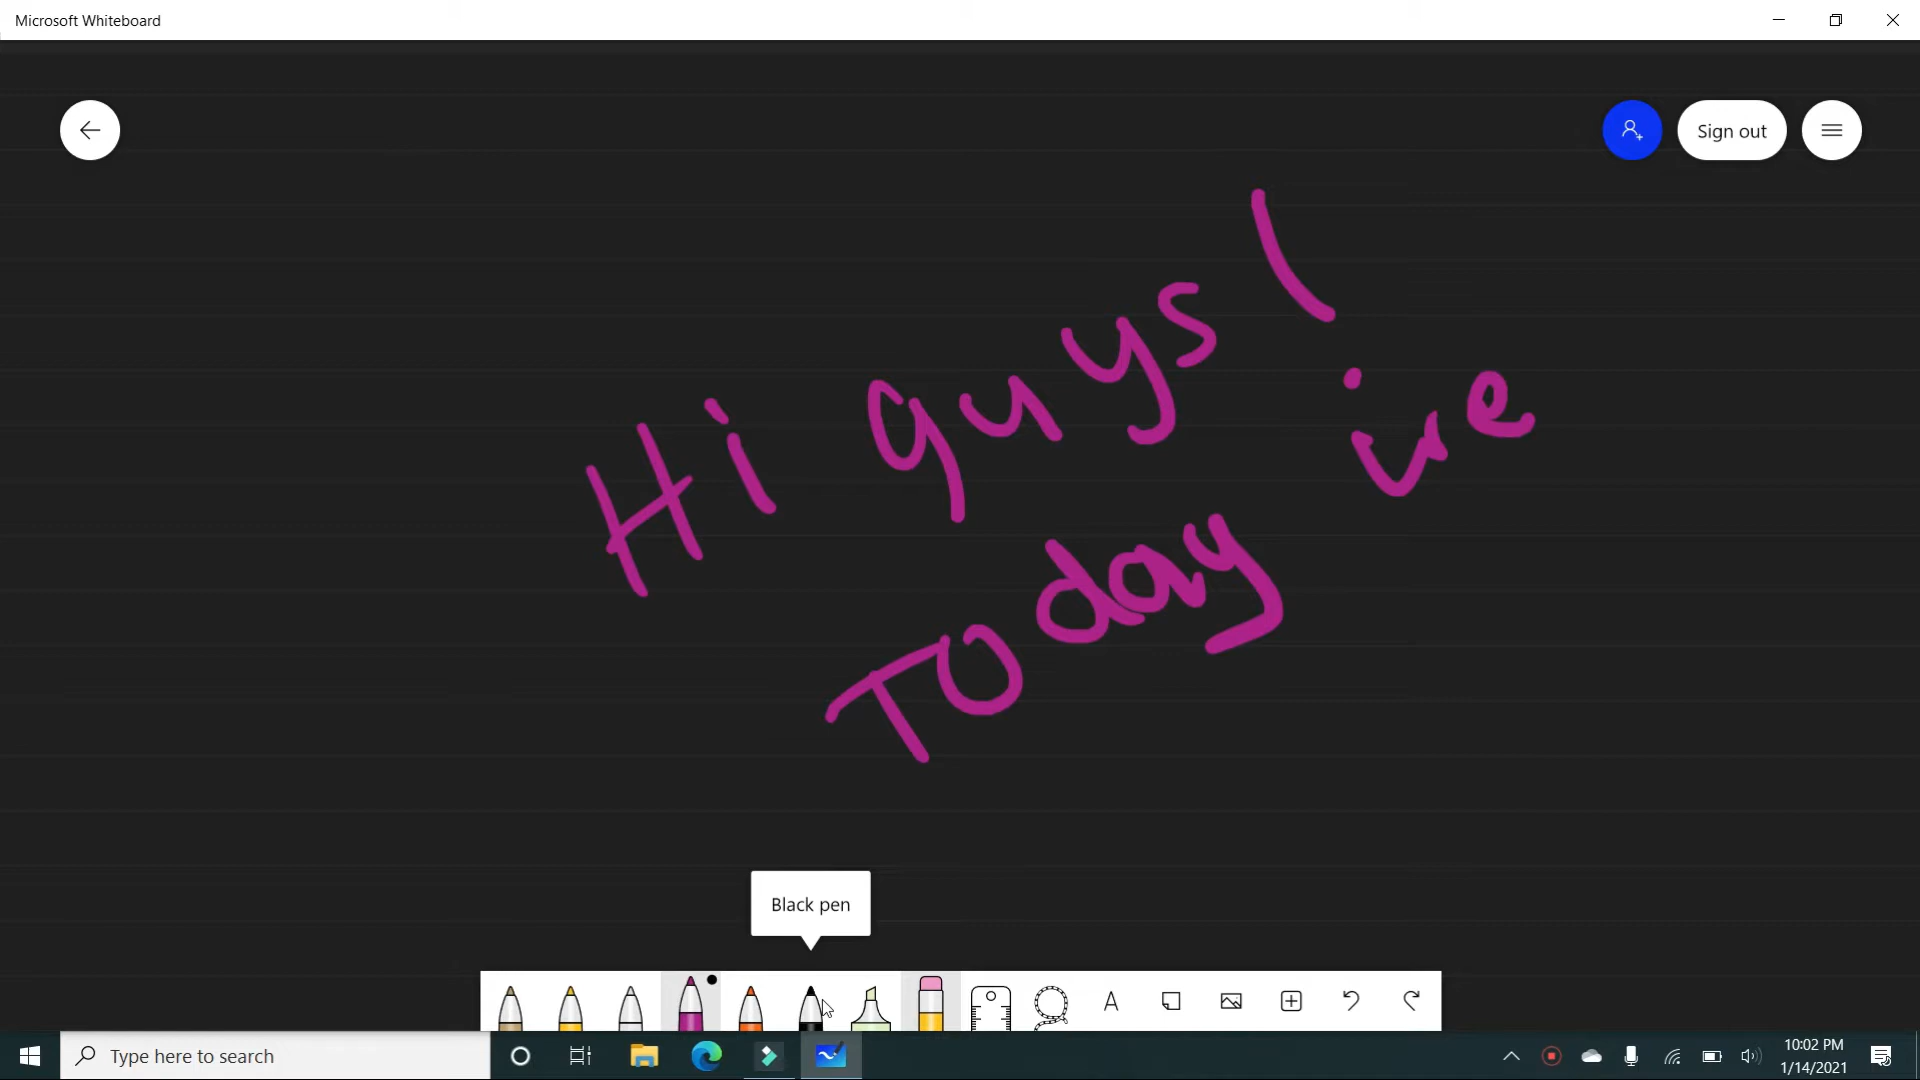 Microsoft Whiteboard
Sign out
Hi guys
Today we
Black pen
A
Type here to search
10:02 PM
1/14/2021